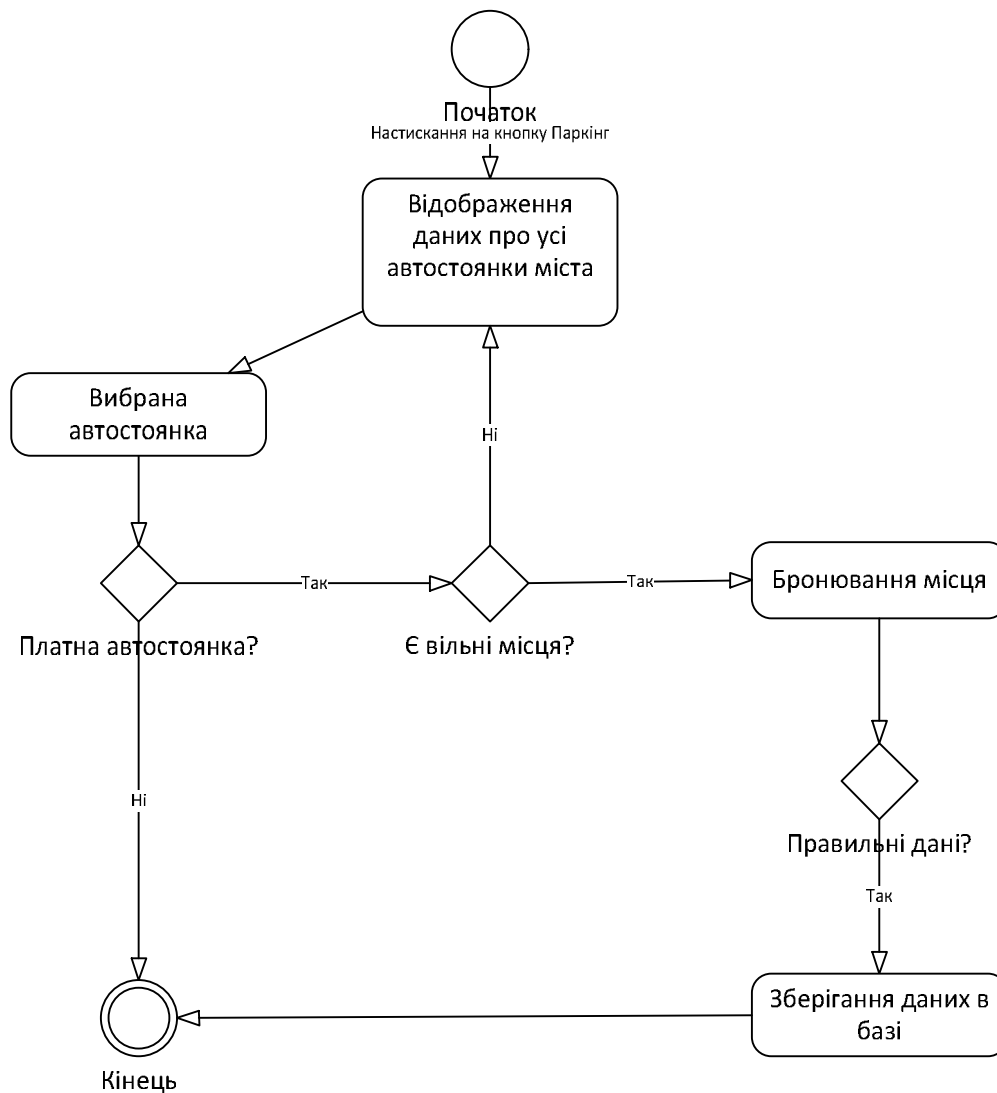 Початок
Настискання на кнопку Паркінг
Відображення
даних про усі
автостоянки міста
Вибрана
автостоянка
Ні
Так
Так
Бронювання місця
Платна автостоянка?
Є вільні місця?
Ні
Правильні дані?
Так
Зберігання даних в
базі
Кінець